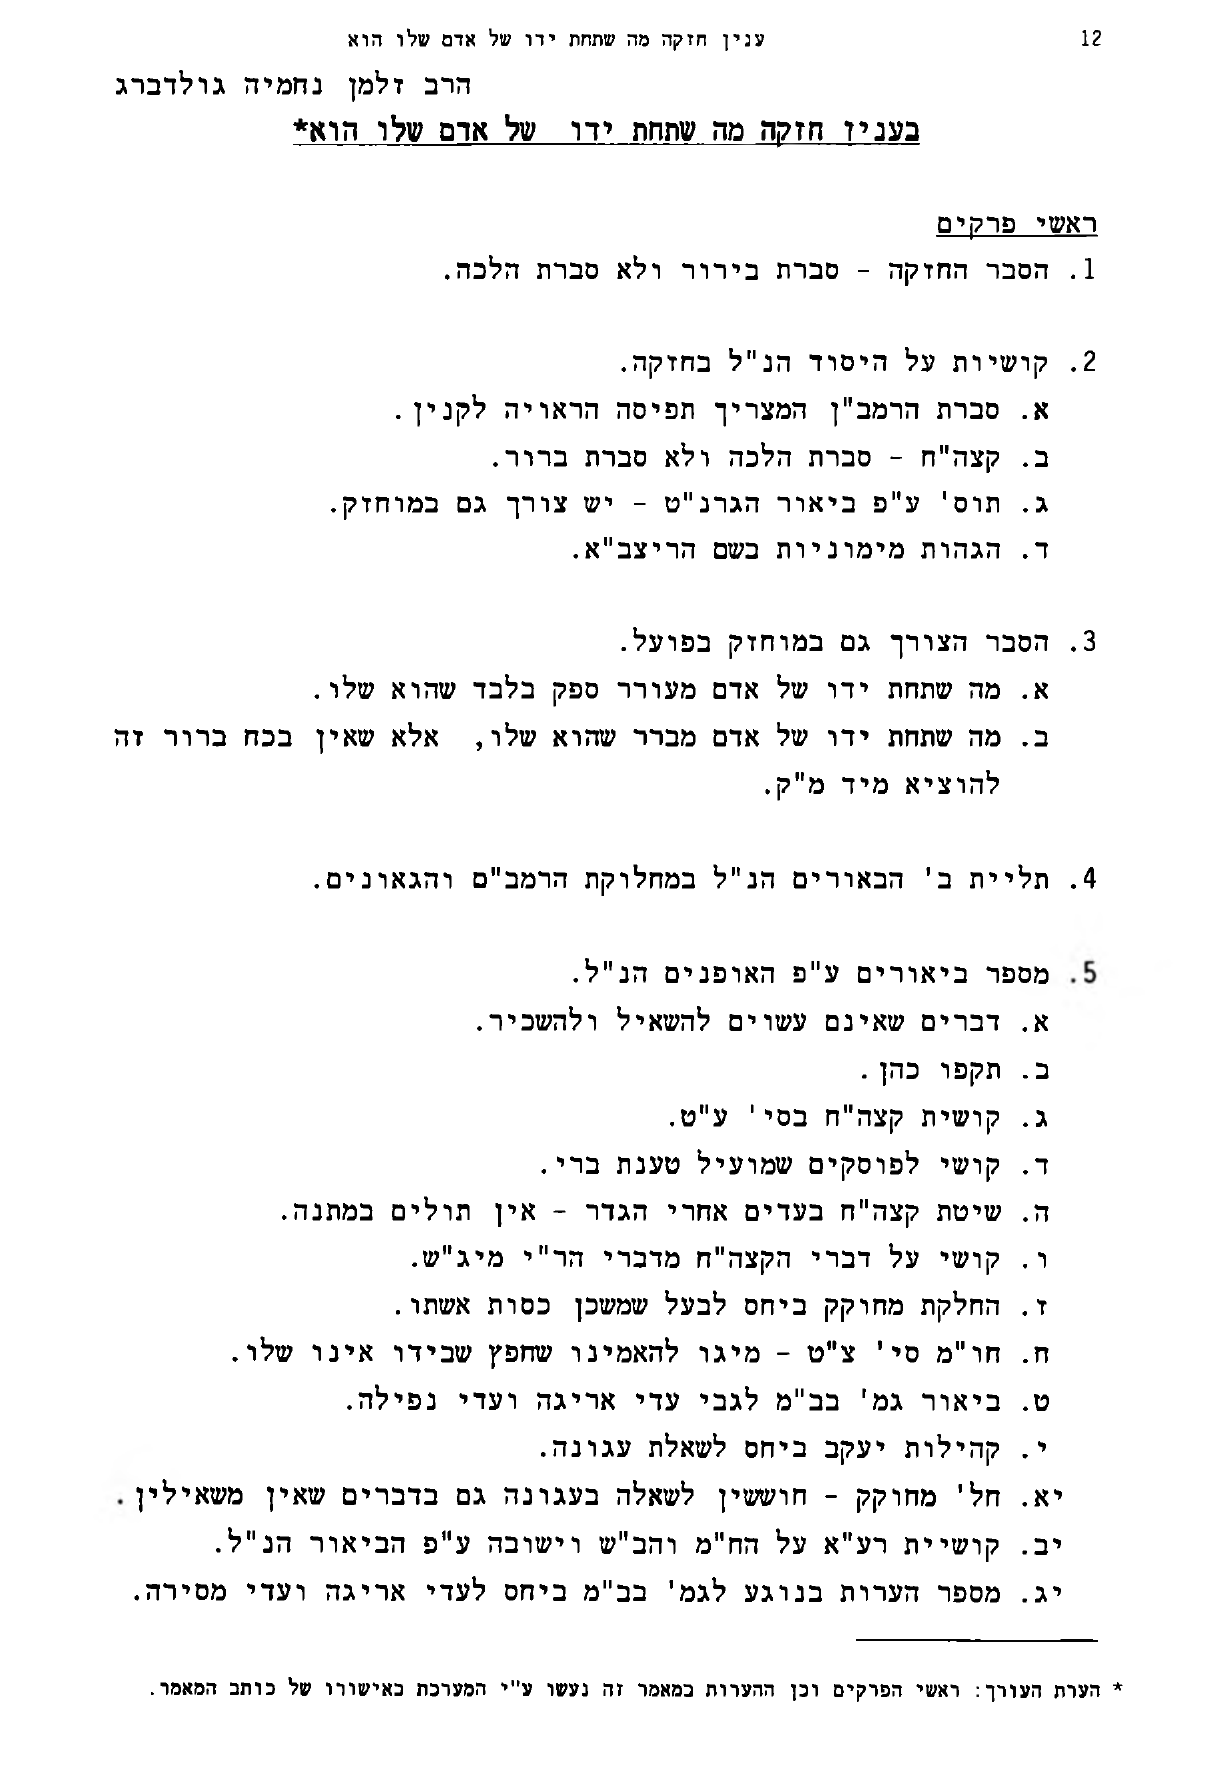 12 ענין חזקה מה שתחת ידו של אדם שלו הוא
הרב זלמן נחמיה גולדברג
בענין חזקה מה שתחת ידו של אדם שלו הוא*
ראשי פרקים
1. הסבר החזקה - סברת בירור ולא סברת הלכה.
2. קושיות על היסוד הנ"ל בחזקה.
א. סברת הרמב"ן המצריך תפיסה הראויה לקנין.
ב. קצה"ח - סברת הלכה ולא סברת ברור.
ג. תוס' ע"פ ביאור הגרנ"ט - יש צורך גם במוחזק.
ד. הגהות מימוניות בשם הריצב"א.
3. הסבר הצורך גם במוחזק בפועל.
א. מה שתחת ידו של אדם מעורר ספק בלבד שהוא שלו.
ב. מה שתחת ידו של אדם מברר שהוא שלו, אלא שאין בכח ברור זה
להוציא מיד מ"ק.
4. תליית ב' הבאורים הנ"ל במחלוקת הרמב"ם והגאונים.
5. מספר ביאורים ע"פ האופנים הנ"ל.
א. דברים שאינם עשויים להשאיל ולהשכיר.
ב. תקפו כהן.
ג. קושית קצה"ח בסי' ע"ט.
ד. קושי לפוסקים שמועיל טענת ברי.
ה. שיטת קצה"ח בעדים אחרי הגדר - אין תולים במתנה.
ו. קושי על דברי הקצה"ח מדברי הר"י מיג"ש.
ז. החלקת מחוקק ביחס לבעל שמשכן כסות אשתו.
ח. חו"מ סי' צ"ט - מיגו להאמינו שחפץ שבידו אינו שלו.
ט. ביאור גמ' בב"מ לגבי עדי אריגה ועדי נפילה.
י. קהילות יעקב ביחס לשאלת עגונה.
יא. חל' מחוקק - חוששין לשאלה בעגונה גם בדברים שאין משאילין.
יב. קושיית רע"א על הח"מ והב"ש וישובה ע"פ הביאור הנ"ל.
יג. מספר הערות בנוגע לגמ' בב"מ ביחס לעדי אריגה ועדי מסירה.
* הערת העורך: ראשי הפרקים וכן ההערות במאמר זה נעשו ע"י המערכת באישורו של כותב המאמר.